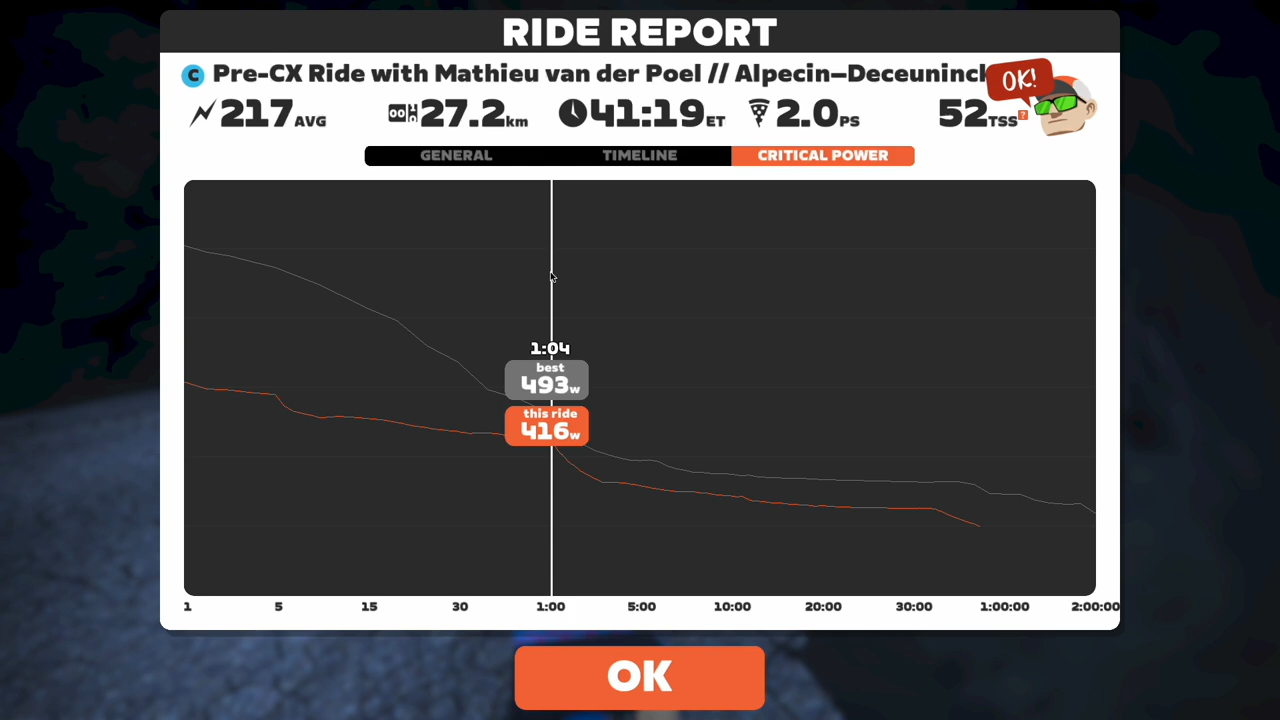 RIDE REPORT
C Pre-CX Ride with Mathieu van der Poel // Alpecin–Deceuninck
OK!
217 AVG 27.2km 41:19 ET 2.0 PS 52 TSS ?
GENERAL TIMELINE CRITICAL POWER
1:04
best
493w
this ride
416w
1 5 15 30 1:00 5:00 10:00 20:00 30:00 1:00:00 2:00:00
OK